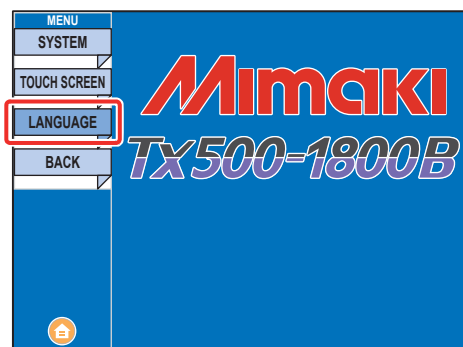 MENU
SYSTEM
TOUCH SCREEN
LANGUAGE
BACK
Mimaki
Tx500-1800B